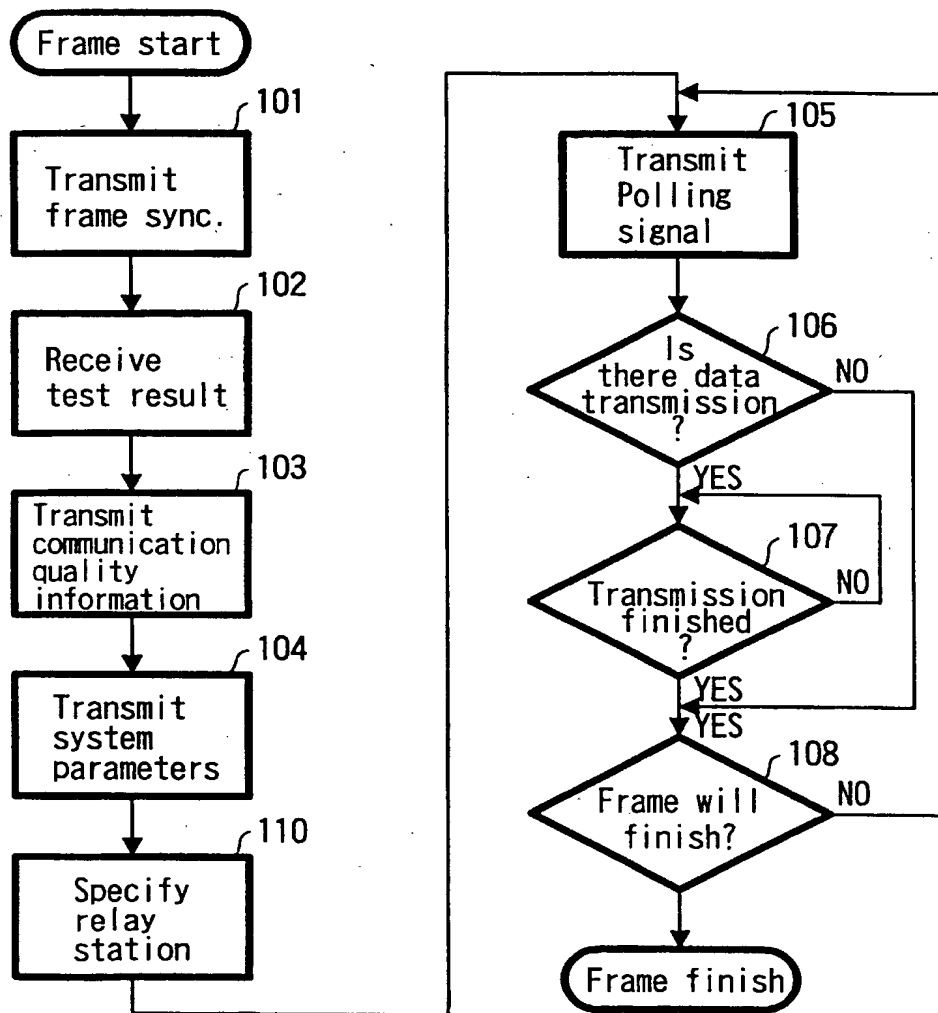 Frame start
101
Transmit
frame sync.
102
Receive
test result
103
Transmit
communication
quality
information
104
Transmit
system
parameters
110
Specify
relay
station
105
Transmit
Polling
signal
106
Is
there data
transmission
?
NO
YES
107
Transmission
finished
?
NO
YES
YES
108
Frame will
finish?
NO
Frame finish